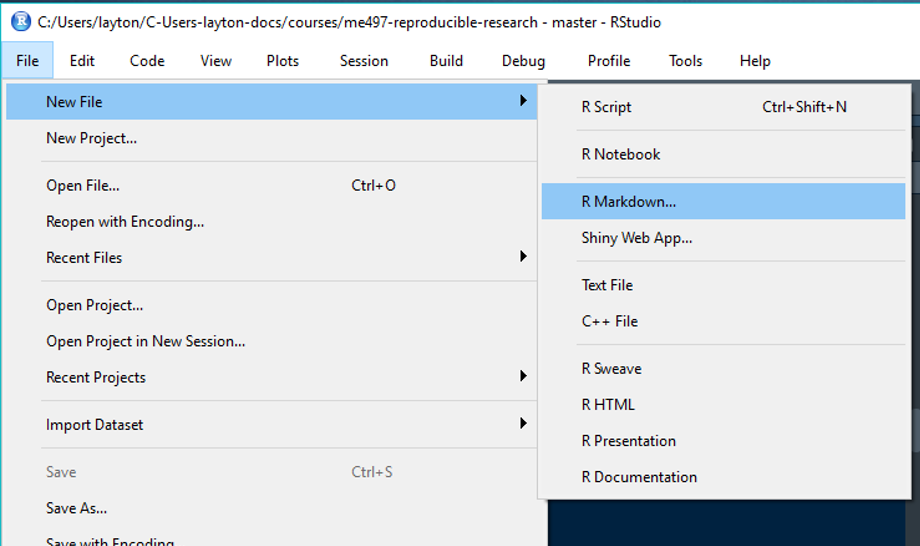 R C:/Users/layton/C-Users-layton-docs/courses/me497-reproducible-research - master - RStudio
File Edit Code View Plots Session Build Debug Profile Tools Help
New File
New Project...
Open File... Ctrl+O
Reopen with Encoding...
Recent Files
Open Project...
Open Project in New Session...
Recent Projects
Import Dataset
Save Ctrl+S
Save As...
Save with Encoding
R Script Ctrl+Shift+N
R Notebook
R Markdown...
Shiny Web App...
Text File
C++ File
R Sweave
R HTML
R Presentation
R Documentation